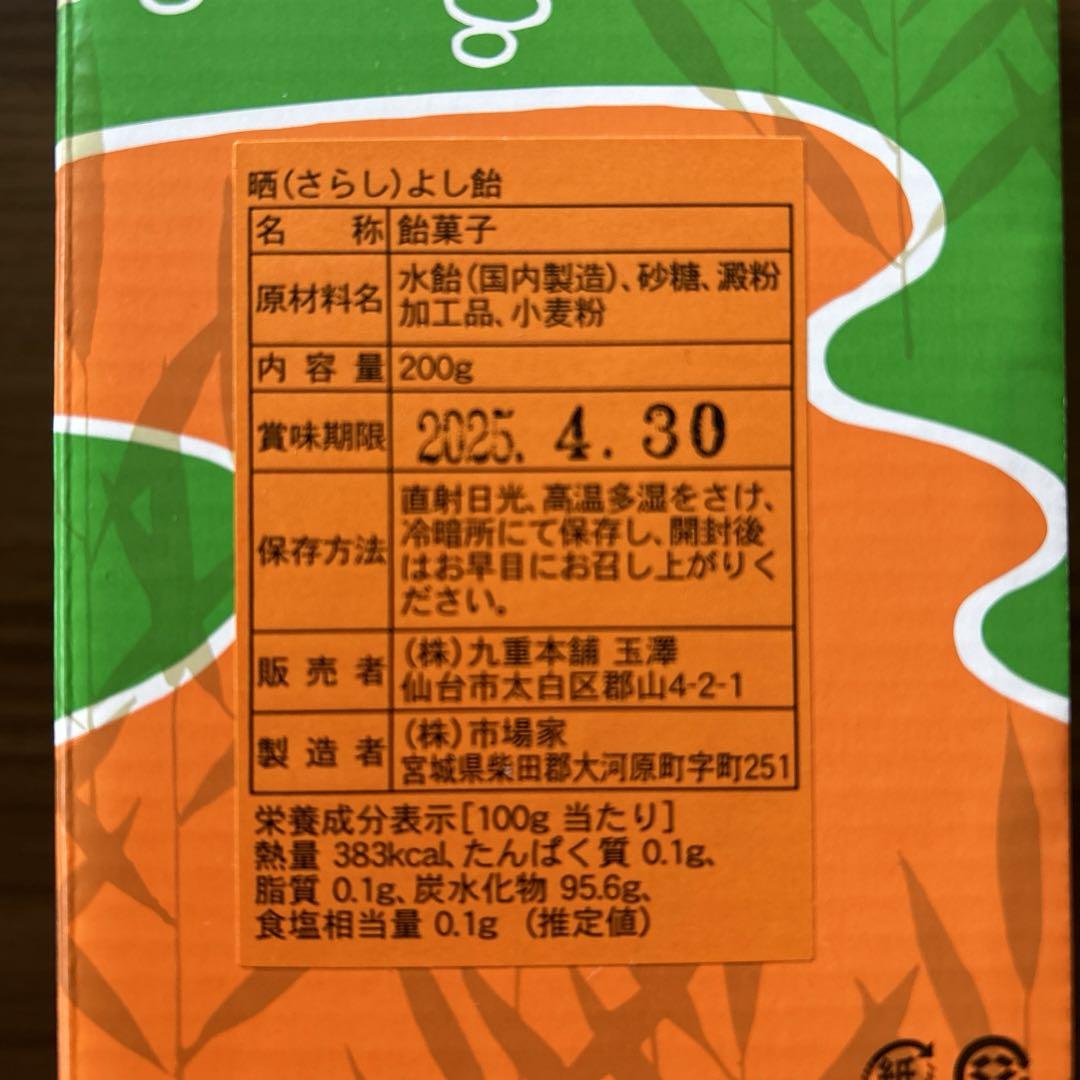 晒(さらし)よし飴
名称 飴菓子
原材料名 水飴(国内製造)、砂糖、澱粉
加工品、小麦粉
内容量 200g
賞味期限 2025. 4. 30
保存方法 直射日光、高温多湿をさけ、
冷暗所にて保存し、開封後
はお早目にお召し上がりく
ださい。
販売者 (株)九重本舗 玉澤
仙台市太白区郡山4-2-1
製造者 (株)市場家
宮城県柴田郡大河原町字町251
栄養成分表示[100g 当たり]
熱量 383kcal、たんぱく質 0.1g、
脂質 0.1g、炭水化物 95.6g、
食塩相当量 0.1g (推定値)
紙